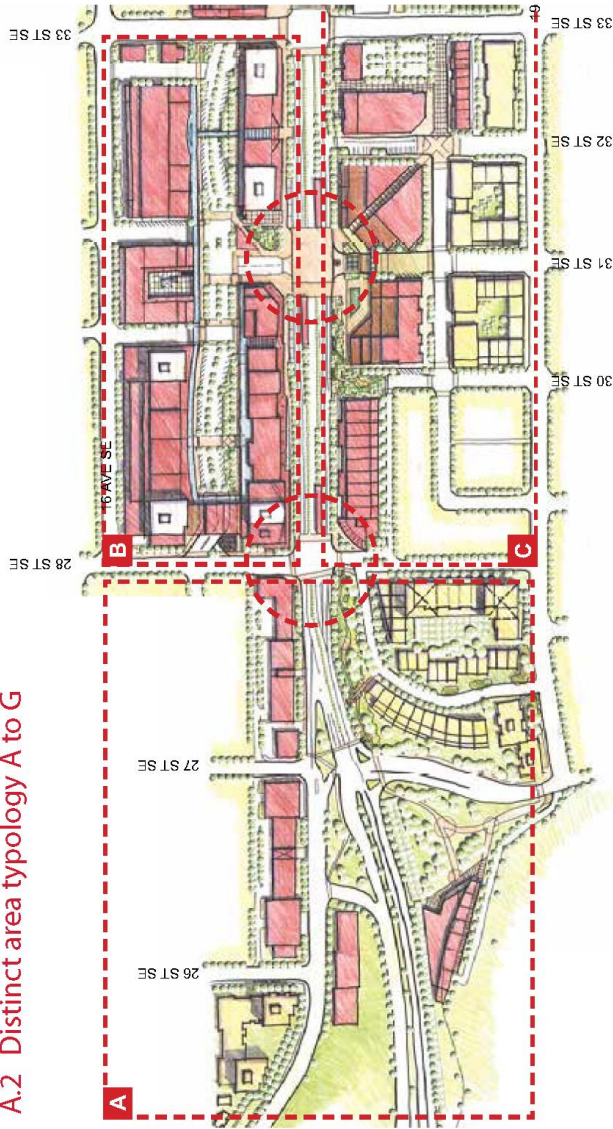 A.2 Distinct area typology A to G
A
B
C
26 ST SE
27 ST SE
28 ST SE
16 AVE SE
33 ST SE
30 ST SE
31 ST SE
32 ST SE
33 ST SE
19